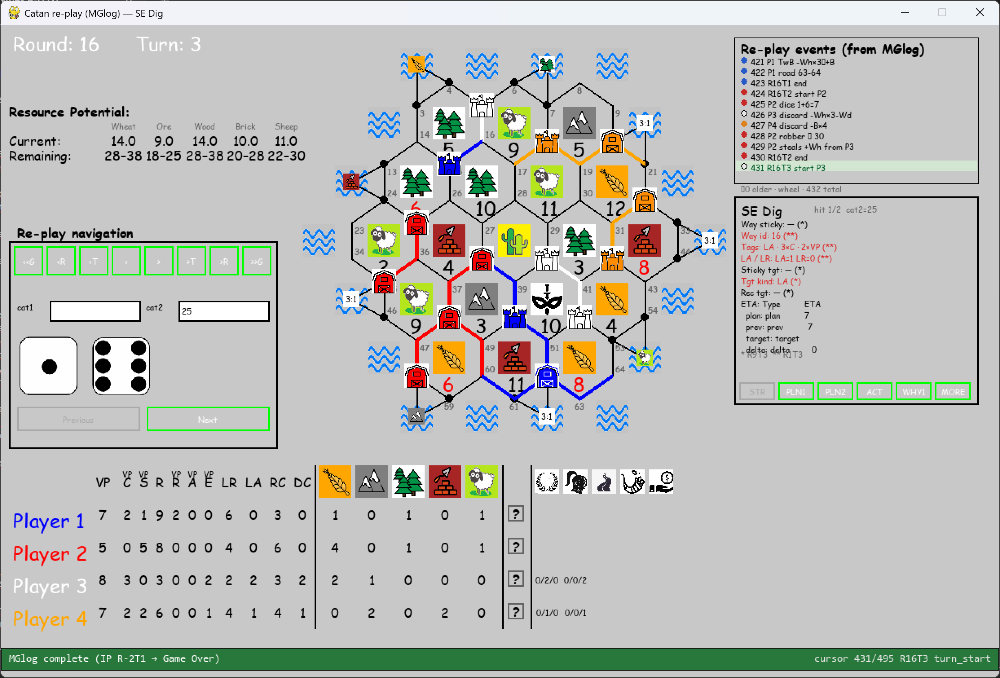 Catan re-play (MGlog) — SE Dig
Round: 16 Turn: 3
Resource Potential:
Wheat Ore Wood Brick Sheep
Current: 14.0 9.0 14.0 10.0 11.0
Remaining: 28-38 18-25 28-38 20-28 22-30
Re-play navigation
<<G <R <T < > >T >R >>G
cat1
cat2 25
Previous Next
4 6 8
3 7 9
3:1
14 16
5 9 5
13 17 19 21
24 26 28 30
6 10 11 12
23 27 29 31 33
3:1
34 36 44
2 4 3 8
3:1
37 39 41 43
46 54
9 3 10 4
47 49 51 53
60 64
6 11 8
59 61 63
3:1
Re-play events (from MGlog)
421 P1 TwB -Wh×3▯+B
422 P1 road 63-64
423 R16T1 end
424 R16T2 start P2
425 P2 dice 1+6=7
426 P3 discard -Wh×3-Wd
427 P4 discard -B×4
428 P2 robber ▯ 30
429 P2 steals +Wh from P3
430 R16T2 end
431 R16T3 start P3
▯0 older · wheel · 432 total
SE Dig hit 1/2 cat2=25
Way sticky: — (*)
Way id: 16 (**)
Tags: LA · 3×C · 2×VP (**)
LA / LR: LA=1 LR=0 (**)
Sticky tgt: — (*)
Tgt kind: LA (*)
Rec tgt: — (*)
ETA: Type ETA
plan: plan 7
prev: prev 7
target: target
delta: delta 0
* R9T3 ** R1T3
STR PLN1 PLN2 ACT WHY1 MORE
VP VP VP VP VP
VP C S R R A E LR LA RC DC
Player 1 7 2 1 9 2 0 0 6 0 3 0 1 0 1 0 1 ?
Player 2 5 0 5 8 0 0 0 4 0 6 0 4 0 1 0 1 ?
Player 3 8 3 0 3 0 0 2 2 2 3 2 2 1 0 0 0 ? 0/2/0 0/0/2
Player 4 7 2 2 6 0 0 1 4 1 4 1 0 2 0 2 0 ? 0/1/0 0/0/1
MGlog complete (IP R-2T1 → Game Over) cursor 431/495 R16T3 turn_start